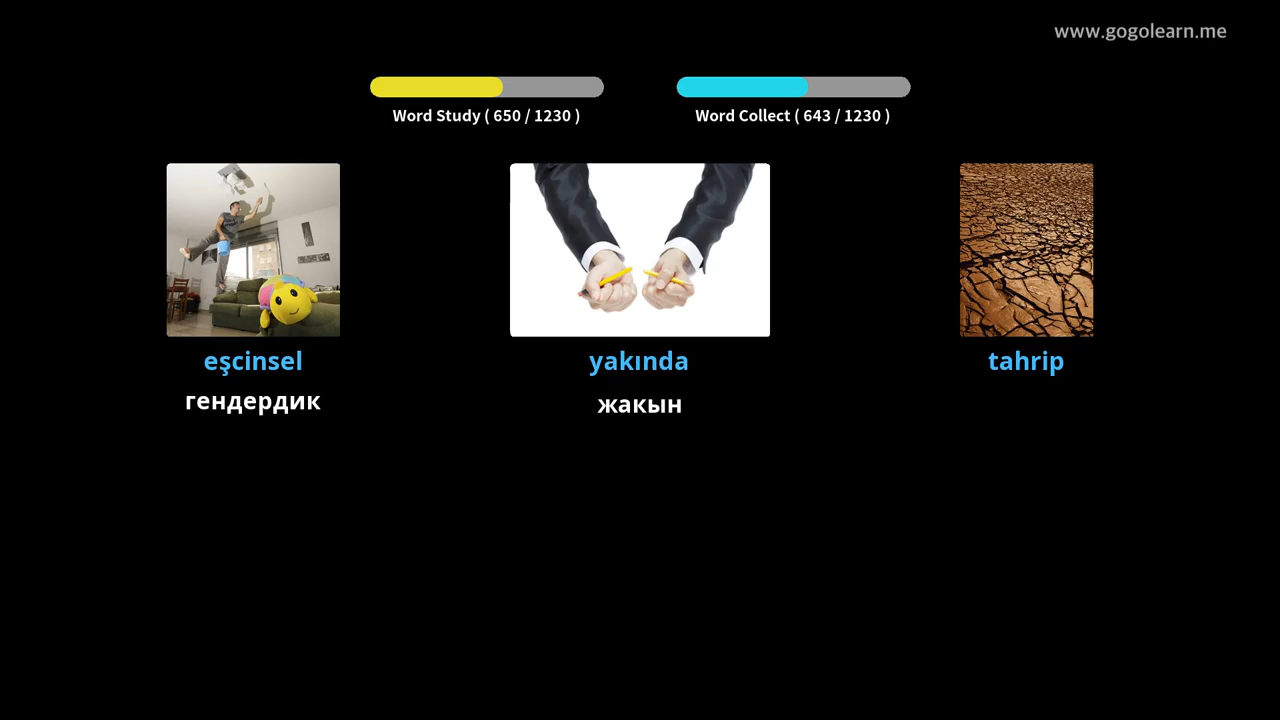 www.gogolearn.me
Word Study ( 650 / 1230 )
Word Collect ( 643 / 1230 )
eşcinsel
yakında
tahrip
гендердик
жакын